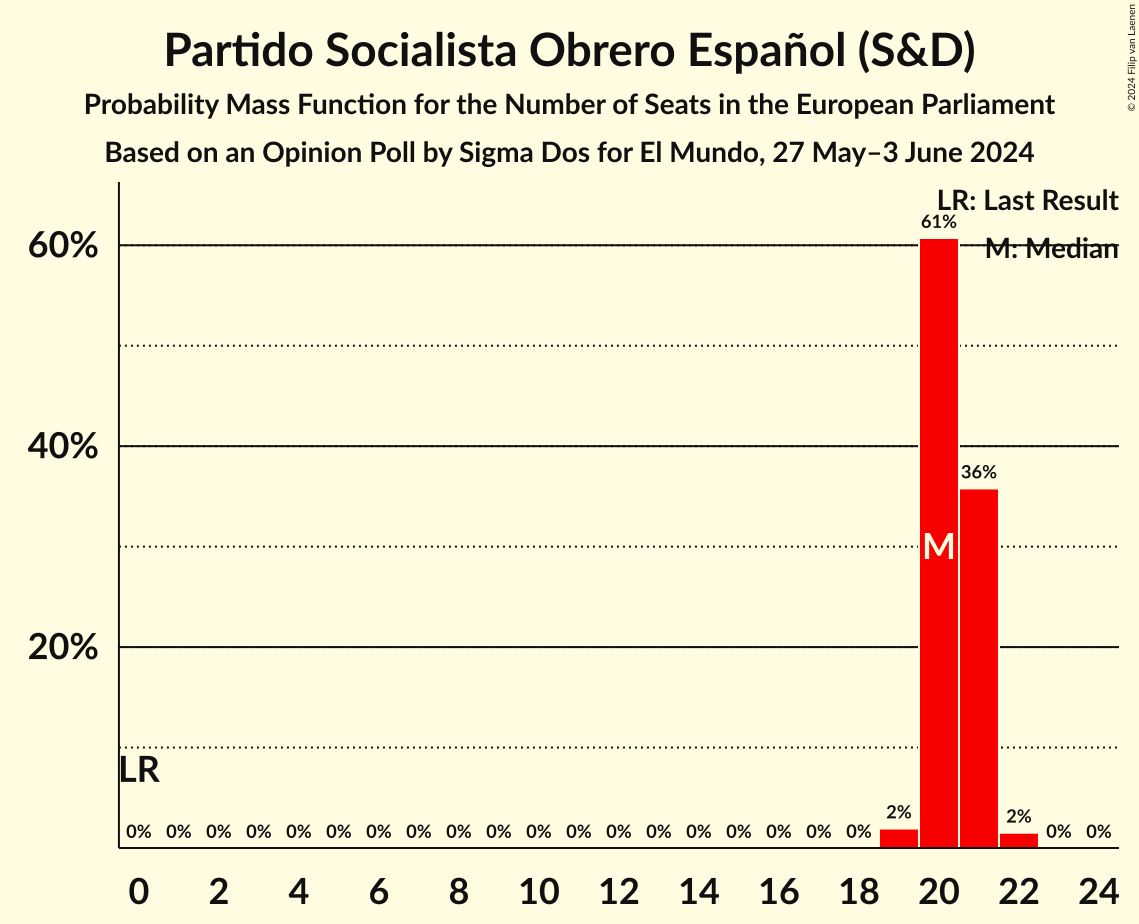 Partido Socialista Obrero Español (S&D)
Probability Mass Function for the Number of Seats in the European Parliament
Based on an Opinion Poll by Sigma Dos for El Mundo, 27 May–3 June 2024
© 2024 Filip van Laenen
LR: Last Result
M: Median
61%
60%
40%
36%
M
20%
LR
2%
2%
0% 0% 0% 0% 0% 0% 0% 0% 0% 0% 0% 0% 0% 0% 0% 0% 0% 0% 0% 0% 0%
0 2 4 6 8 10 12 14 16 18 20 22 24